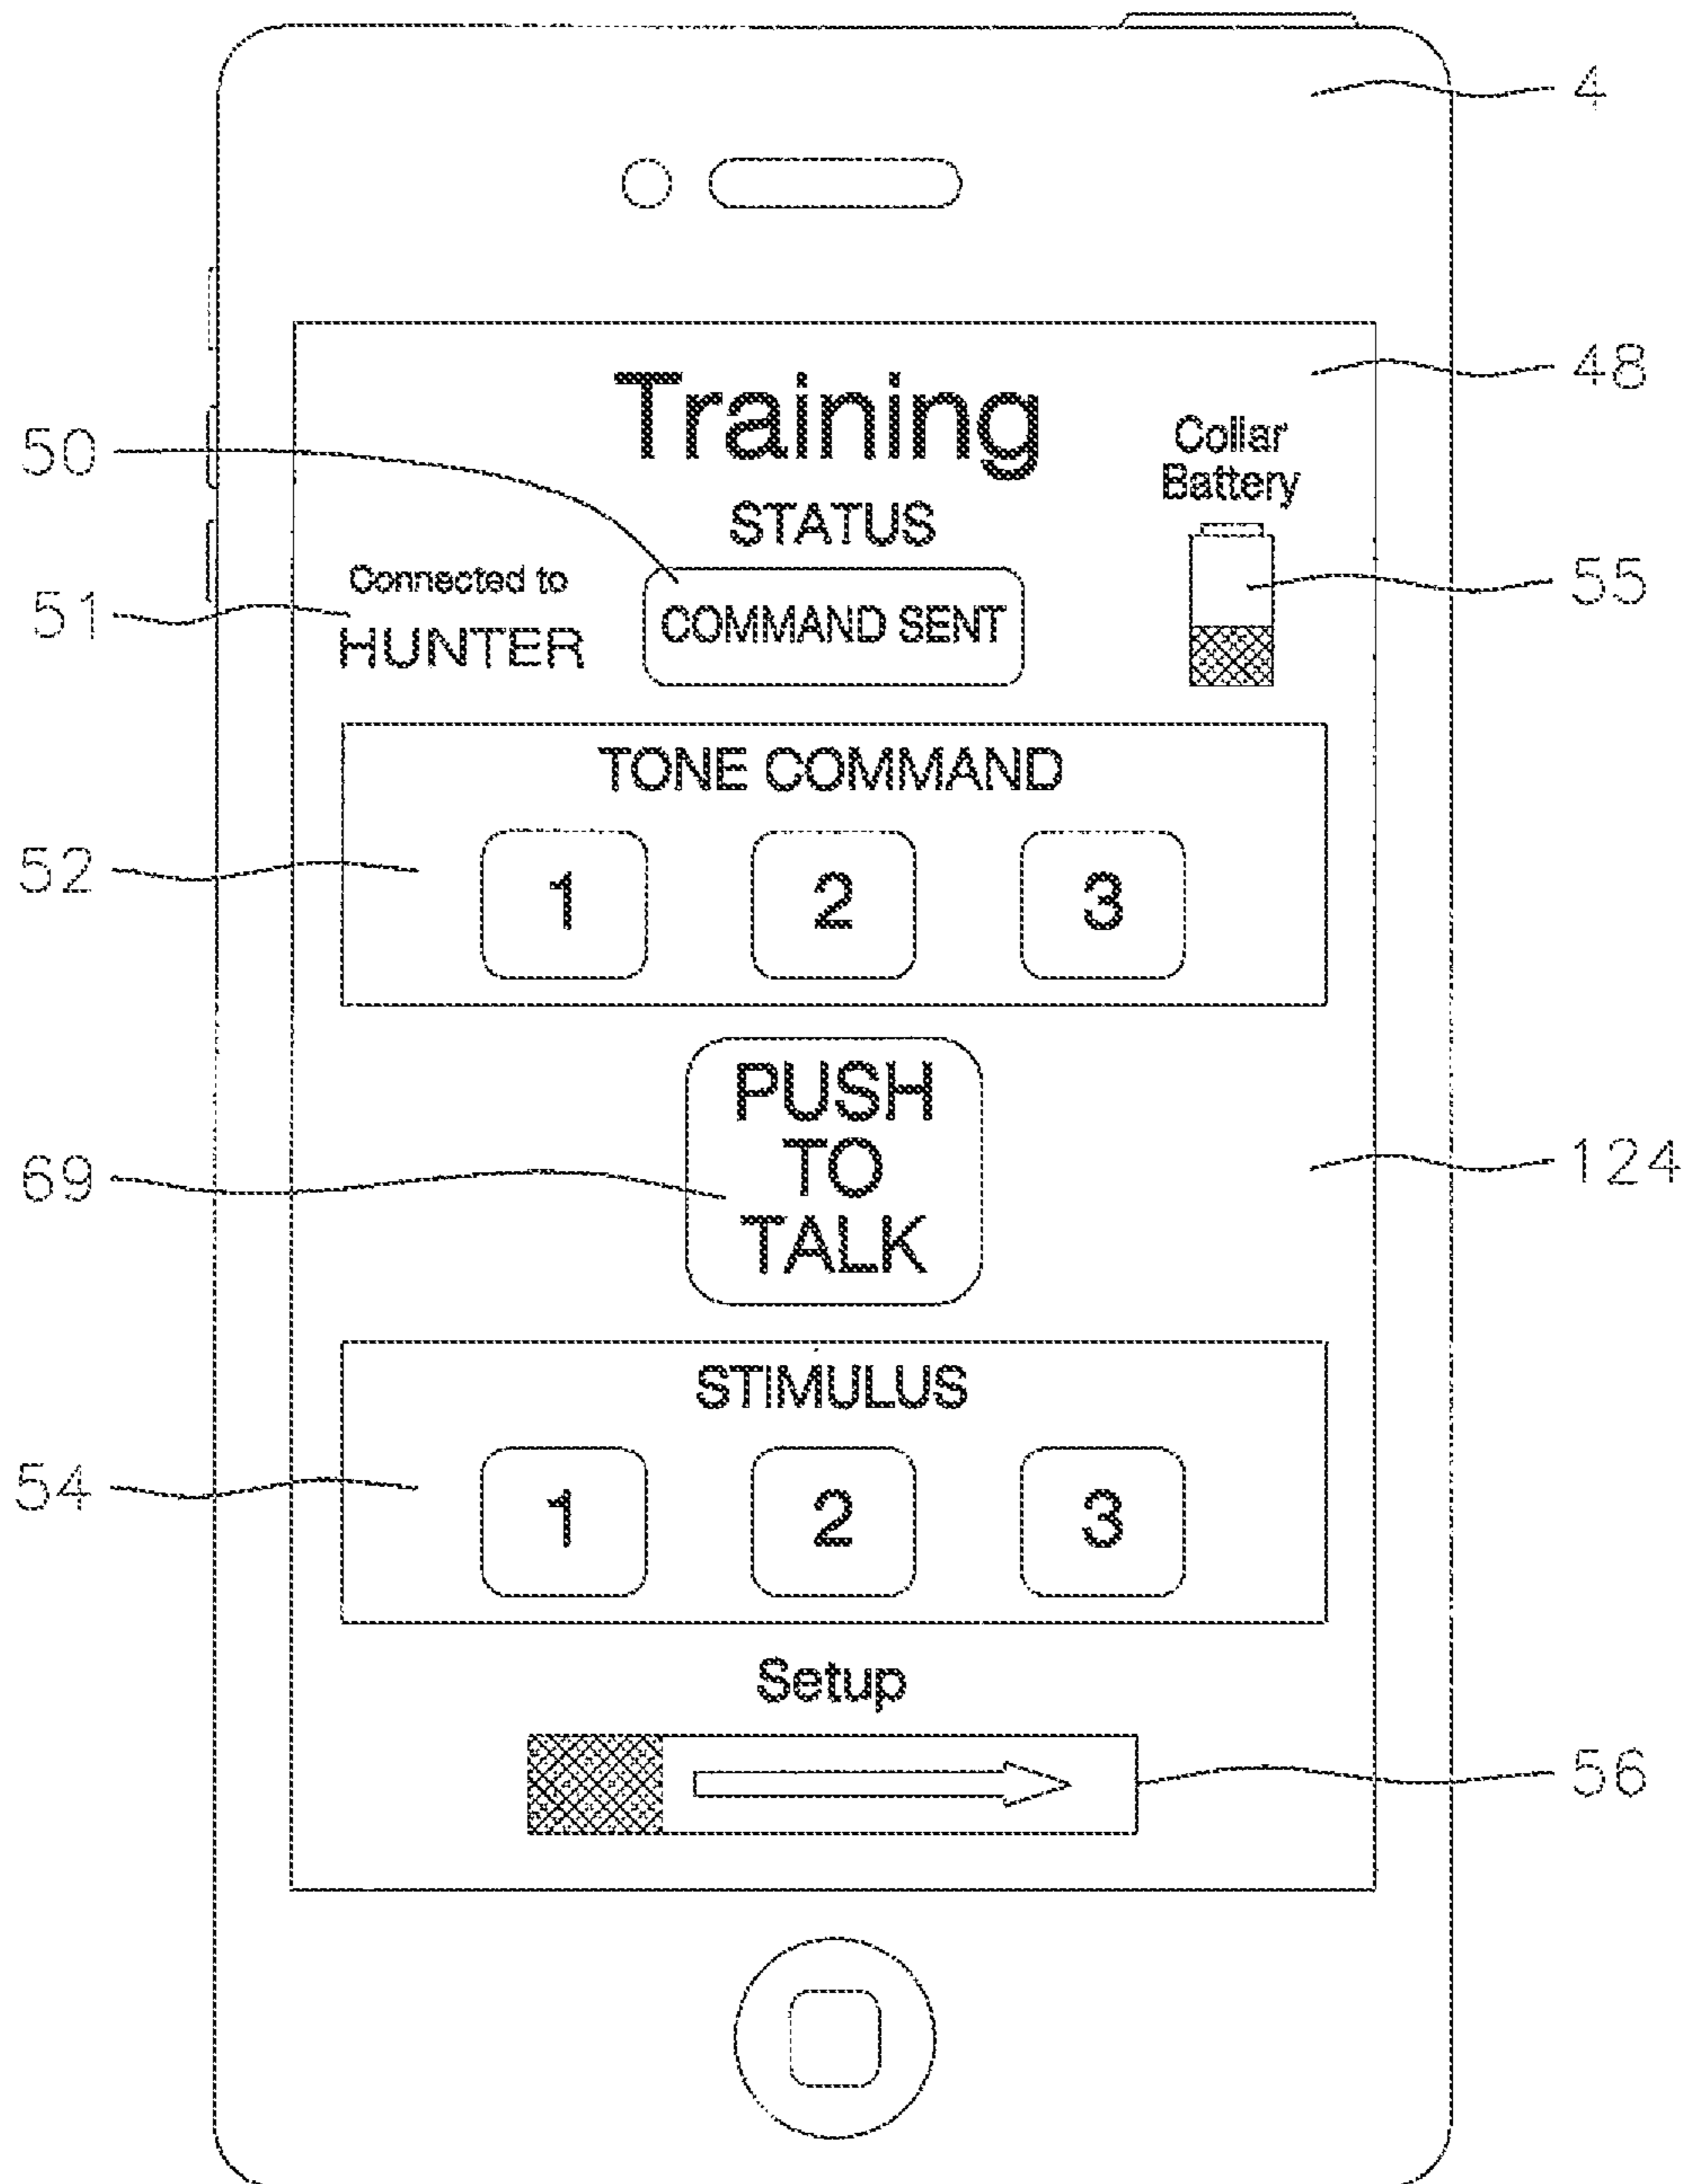 4
Training
48
Collar
Battery
50
STATUS
Connected to
HUNTER
51
COMMAND SENT
55
TONE COMMAND
52
1 2 3
PUSH
TO
TALK
69
124
STIMULUS
54
1 2 3
Setup
56